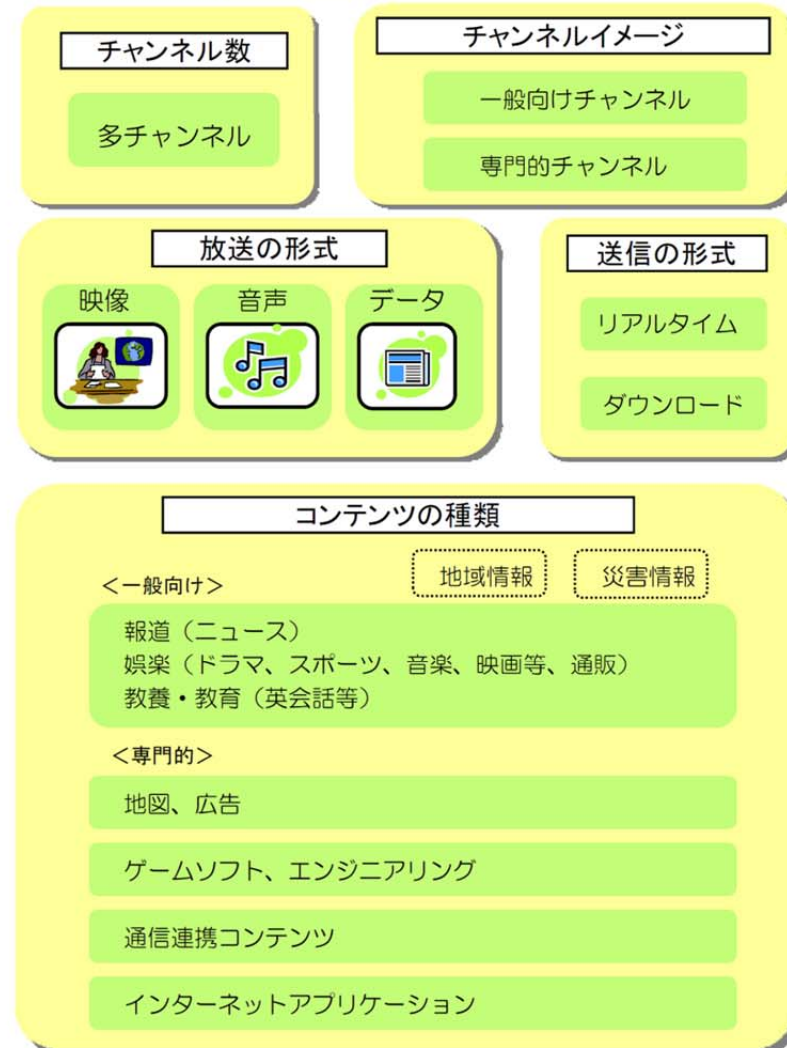 チャンネル数
多チャンネル
チャンネルイメージ
一般向けチャンネル
専門的チャンネル
放送の形式
映像
音声
データ
送信の形式
リアルタイム
ダウンロード
コンテンツの種類
地域情報
災害情報
＜一般向け＞
報道（ニュース）
娯楽（ドラマ、スポーツ、音楽、映画等、通販）
教養・教育（英会話等）
＜専門的＞
地図、広告
ゲームソフト、エンジニアリング
通信連携コンテンツ
インターネットアプリケーション